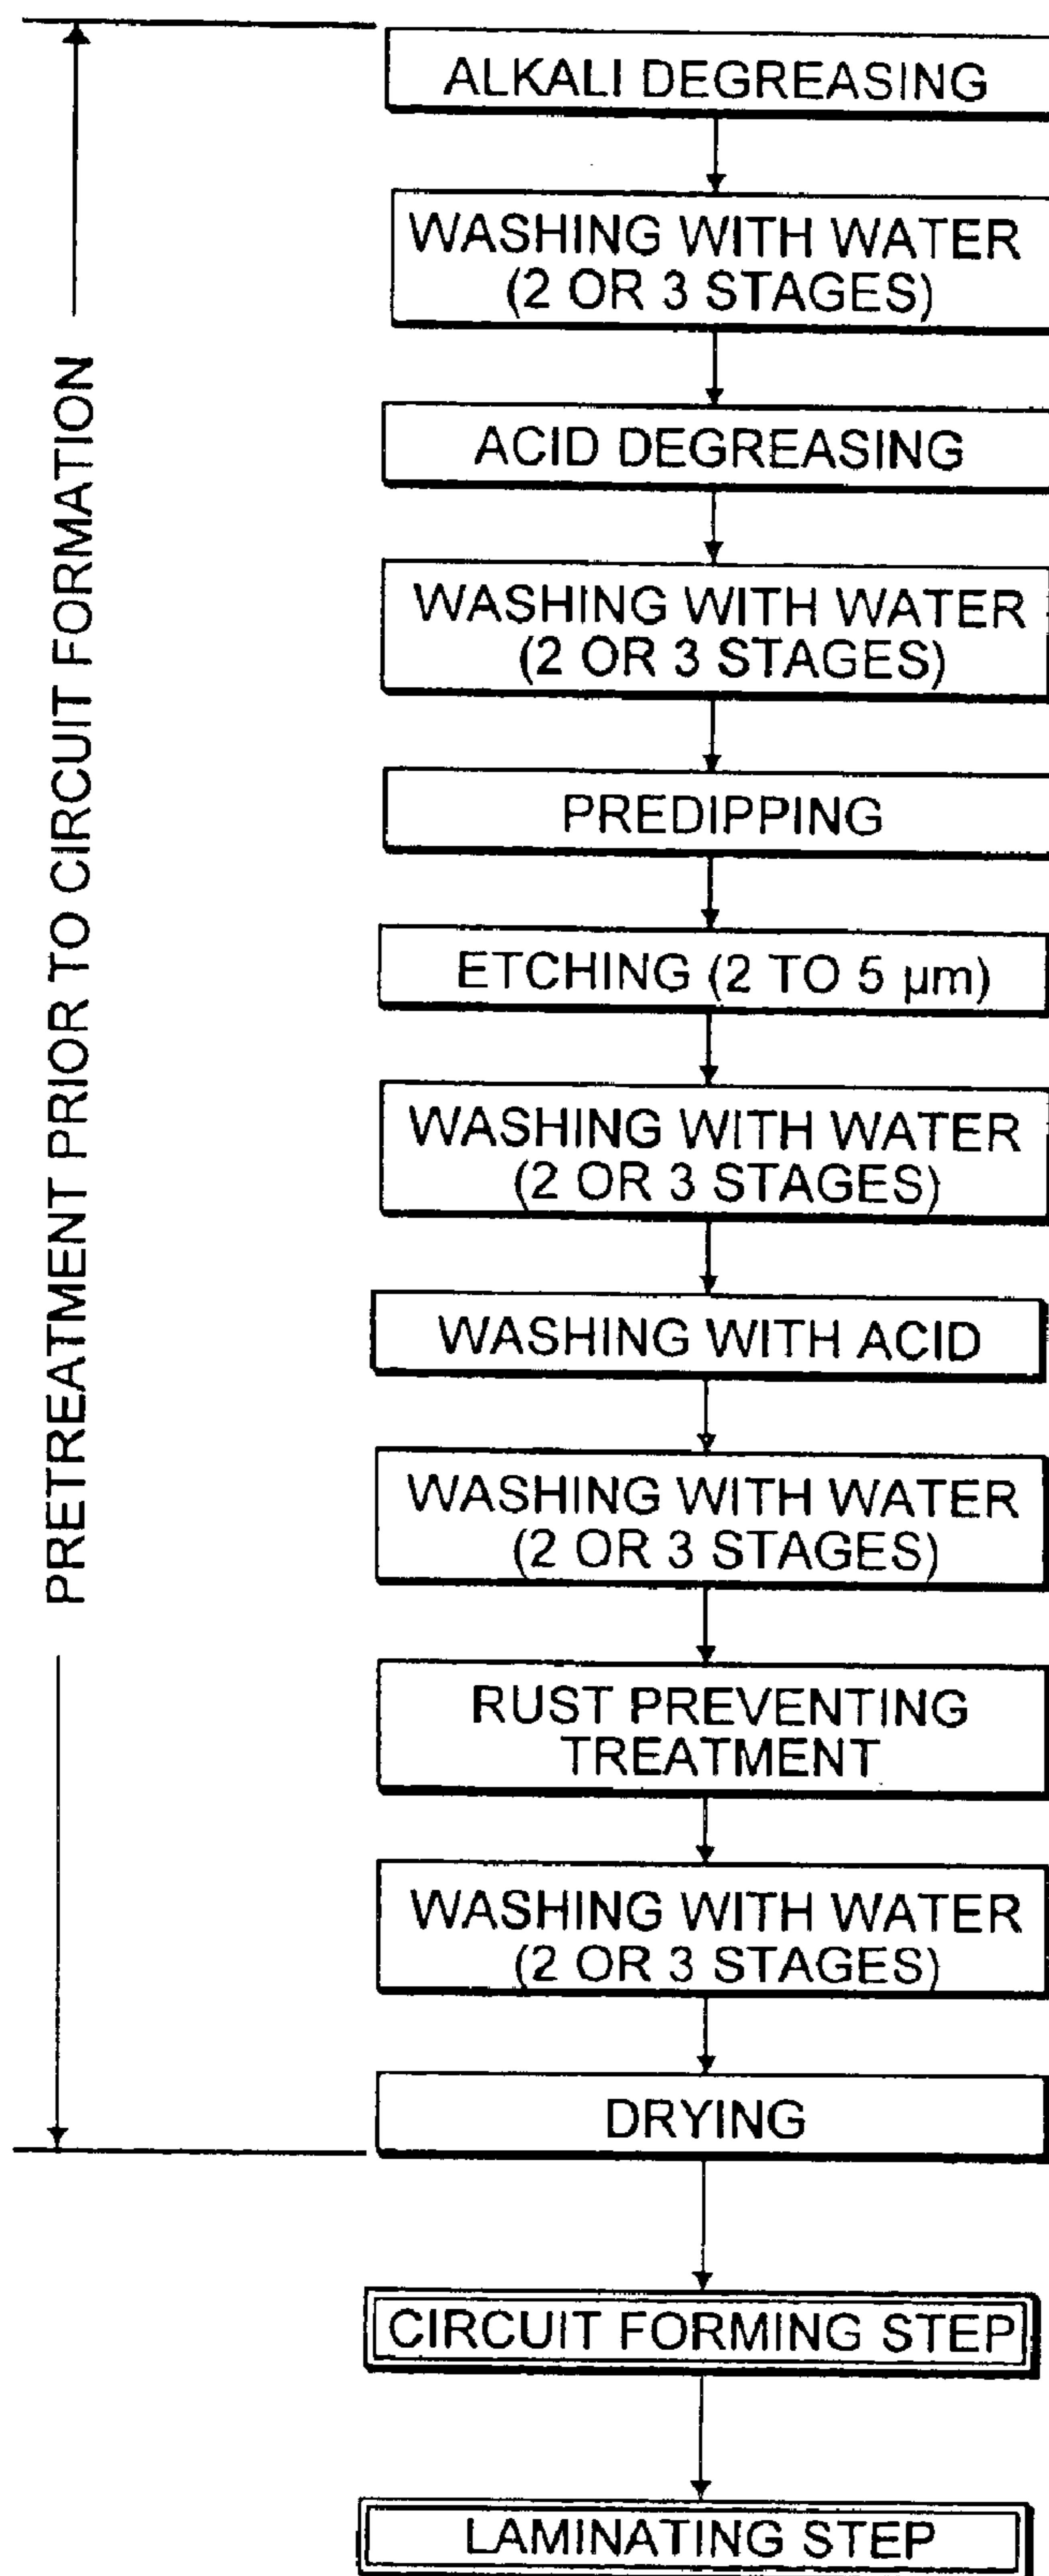 PRETREATMENT PRIOR TO CIRCUIT FORMATION
ALKALI DEGREASING
WASHING WITH WATER
(2 OR 3 STAGES)
ACID DEGREASING
WASHING WITH WATER
(2 OR 3 STAGES)
PREDIPPING
ETCHING (2 TO 5 μm)
WASHING WITH WATER
(2 OR 3 STAGES)
WASHING WITH ACID
WASHING WITH WATER
(2 OR 3 STAGES)
RUST PREVENTING
TREATMENT
WASHING WITH WATER
(2 OR 3 STAGES)
DRYING
CIRCUIT FORMING STEP
LAMINATING STEP